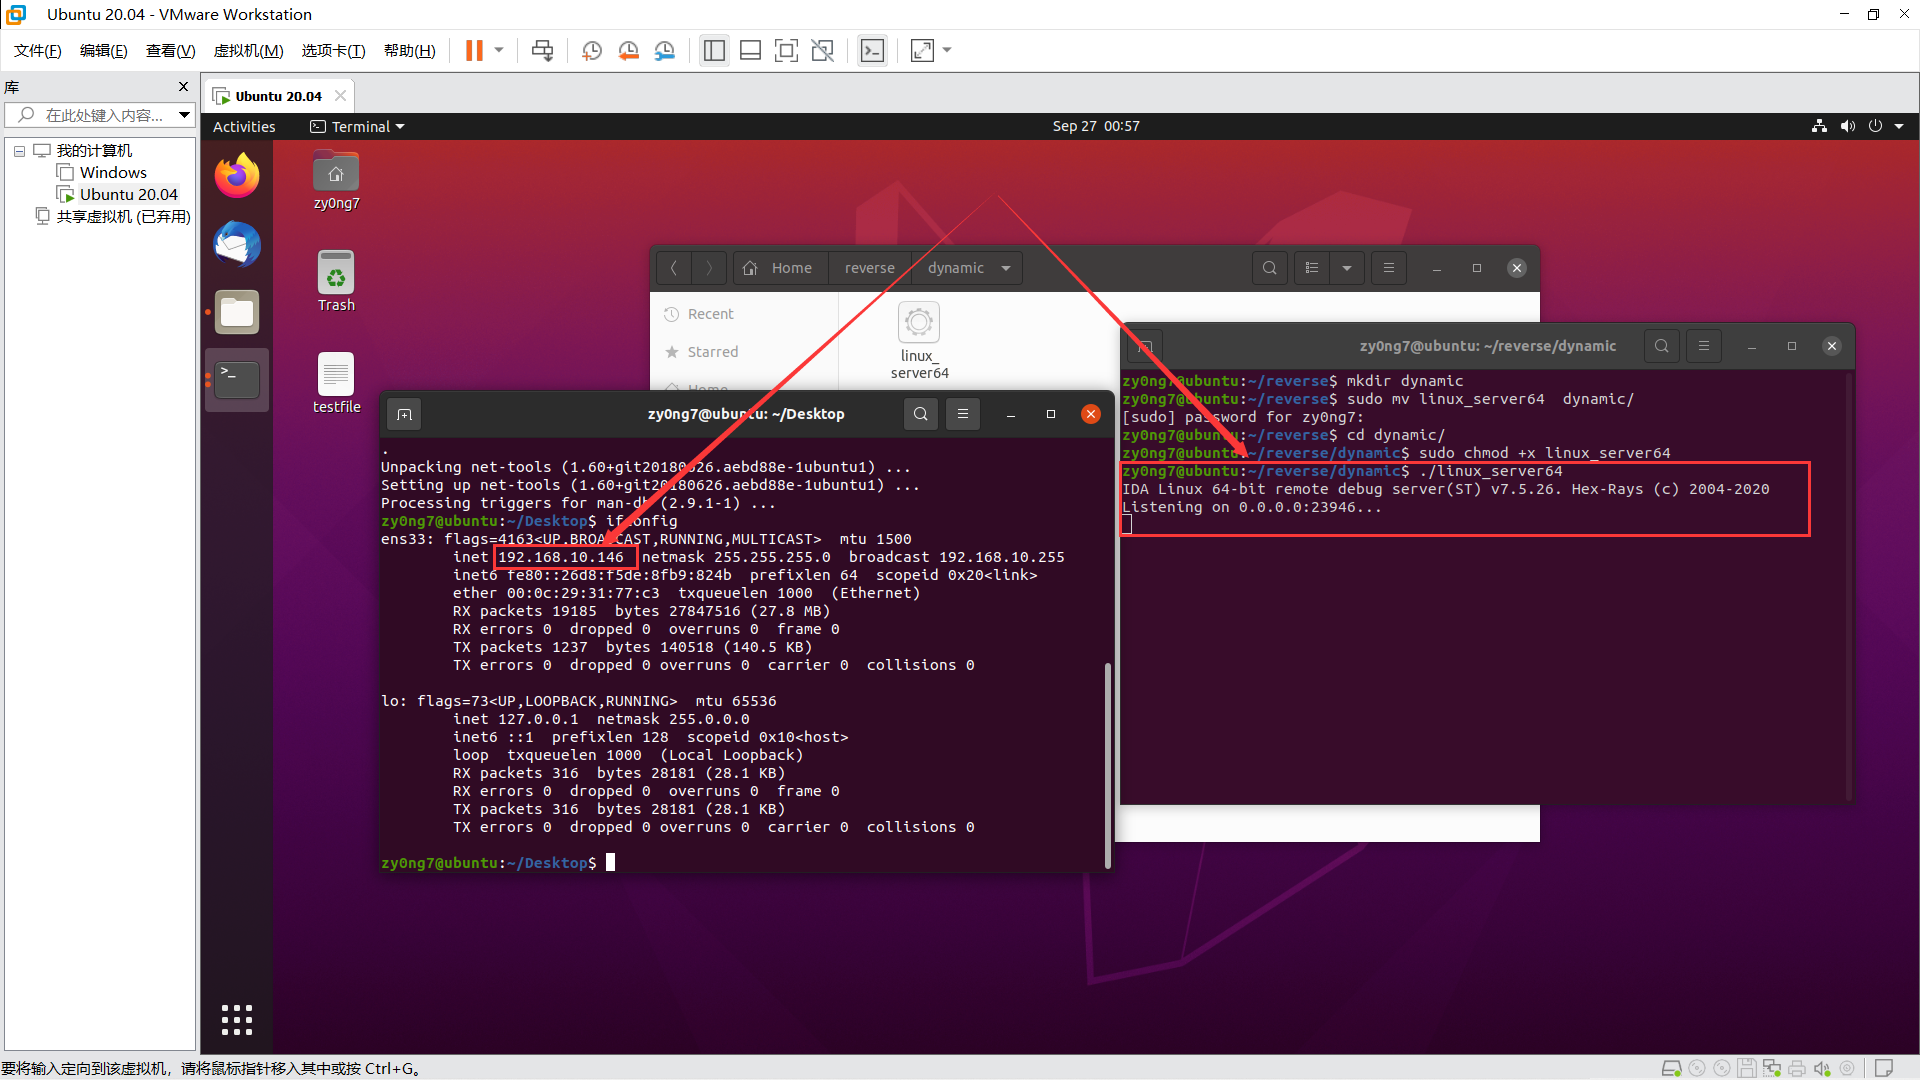 Ubuntu 20.04 - VMware Workstation
文件(F) 编辑(E) 查看(V) 虚拟机(M) 选项卡(T) 帮助(H)
库
在此处键入内容...
我的计算机
Windows
Ubuntu 20.04
共享虚拟机 (已弃用)
Ubuntu 20.04
Activities Terminal Sep 27 00:57
zy0ng7
Trash
testfile
Home reverse dynamic
Recent
Starred
Home
linux_
server64
zy0ng7@ubuntu: ~/Desktop
.
Unpacking net-tools (1.60+git20180626.aebd88e-1ubuntu1) ...
Setting up net-tools (1.60+git20180626.aebd88e-1ubuntu1) ...
Processing triggers for man-db (2.9.1-1) ...
zy0ng7@ubuntu:~/Desktop$ ifconfig
ens33: flags=4163<UP,BROADCAST,RUNNING,MULTICAST> mtu 1500
inet 192.168.10.146 netmask 255.255.255.0 broadcast 192.168.10.255
inet6 fe80::26d8:f5de:8fb9:824b prefixlen 64 scopeid 0x20<link>
ether 00:0c:29:31:77:c3 txqueuelen 1000 (Ethernet)
RX packets 19185 bytes 27847516 (27.8 MB)
RX errors 0 dropped 0 overruns 0 frame 0
TX packets 1237 bytes 140518 (140.5 KB)
TX errors 0 dropped 0 overruns 0 carrier 0 collisions 0
lo: flags=73<UP,LOOPBACK,RUNNING> mtu 65536
inet 127.0.0.1 netmask 255.0.0.0
inet6 ::1 prefixlen 128 scopeid 0x10<host>
loop txqueuelen 1000 (Local Loopback)
RX packets 316 bytes 28181 (28.1 KB)
RX errors 0 dropped 0 overruns 0 frame 0
TX packets 316 bytes 28181 (28.1 KB)
TX errors 0 dropped 0 overruns 0 carrier 0 collisions 0
zy0ng7@ubuntu:~/Desktop$
zy0ng7@ubuntu: ~/reverse/dynamic
zy0ng7@ubuntu:~/reverse$ mkdir dynamic
zy0ng7@ubuntu:~/reverse$ sudo mv linux_server64 dynamic/
[sudo] password for zy0ng7:
zy0ng7@ubuntu:~/reverse$ cd dynamic/
zy0ng7@ubuntu:~/reverse/dynamic$ sudo chmod +x linux_server64
zy0ng7@ubuntu:~/reverse/dynamic$ ./linux_server64
IDA Linux 64-bit remote debug server(ST) v7.5.26. Hex-Rays (c) 2004-2020
Listening on 0.0.0.0:23946...
要将输入定向到该虚拟机，请将鼠标指针移入其中或按 Ctrl+G。